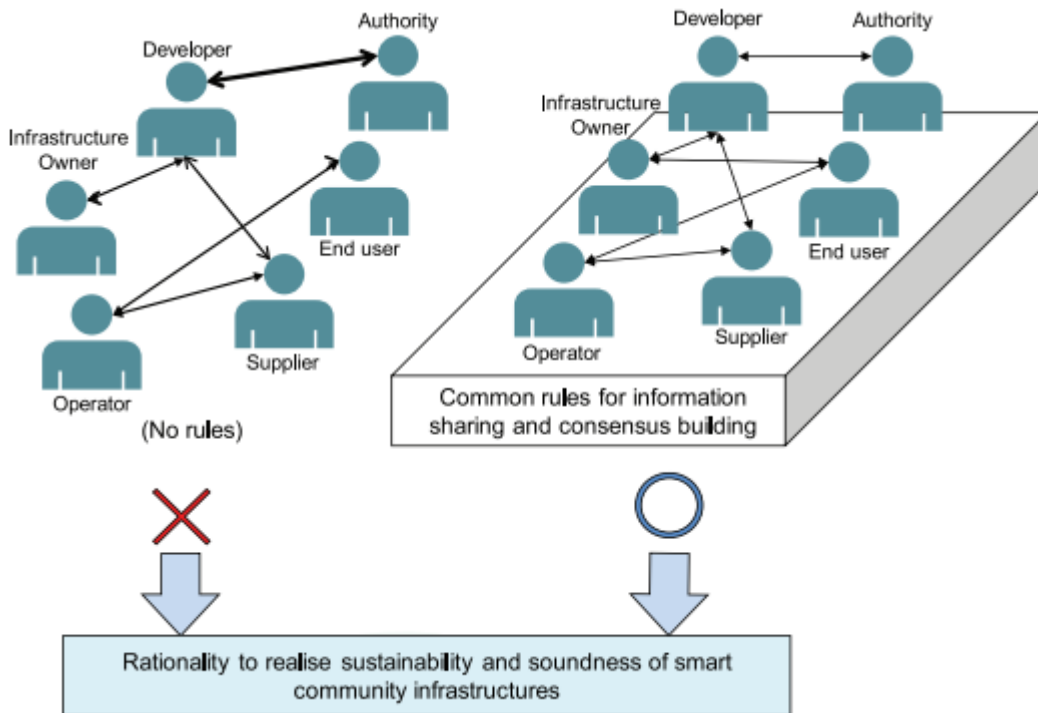 Authority
Developer
Infrastructure
Owner
End user
Supplier
Operator
(No rules)
Developer
Authority
Infrastructure
Owner
End user
Supplier
Operator
Common rules for information
sharing and consensus building
Rationality to realise sustainability and soundness of smart
community infrastructures